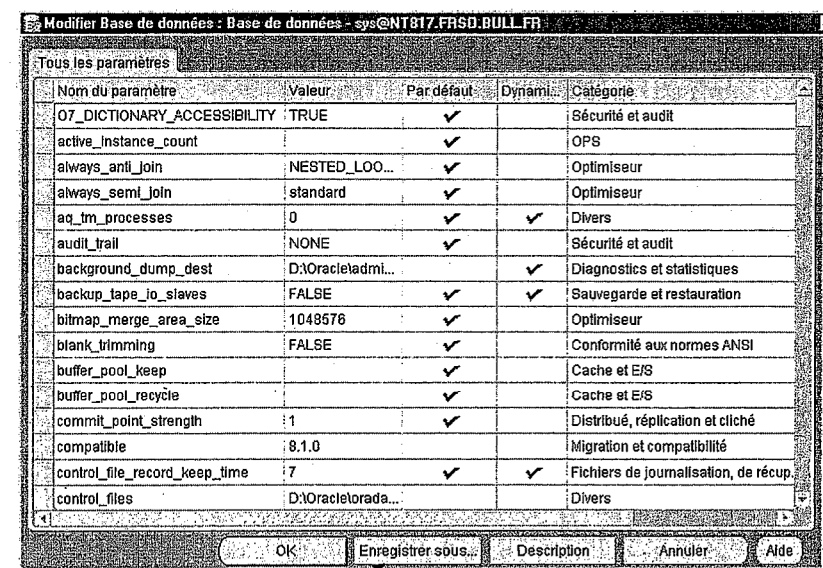 Modifier Base de données : Base de données - sys@NT817.FRSO.BULL.FR
Tous les paramètres
Nom du paramètre Valeur Par défaut Dynami... Catégorie
O7_DICTIONARY_ACCESSIBILITY TRUE ✔ Sécurité et audit
active_instance_count ✔ OPS
always_anti_join NESTED_LOO... ✔ Optimiseur
always_semi_join standard ✔ Optimiseur
aq_tm_processes 0 ✔ ✔ Divers
audit_trail NONE ✔ Sécurité et audit
background_dump_dest D:\Oracle\admi... ✔ Diagnostics et statistiques
backup_tape_io_slaves FALSE ✔ ✔ Sauvegarde et restauration
bitmap_merge_area_size 1048576 ✔ Optimiseur
blank_trimming FALSE ✔ Conformité aux normes ANSI
buffer_pool_keep ✔ Cache et E/S
buffer_pool_recycle ✔ Cache et E/S
commit_point_strength 1 ✔ Distribué, réplication et cliché
compatible 8.1.0 Migration et compatibilité
control_file_record_keep_time 7 ✔ ✔ Fichiers de journalisation, de récup.
control_files D:\Oracle\orada... Divers
OK Enregistrer sous... Description Annuler Aide